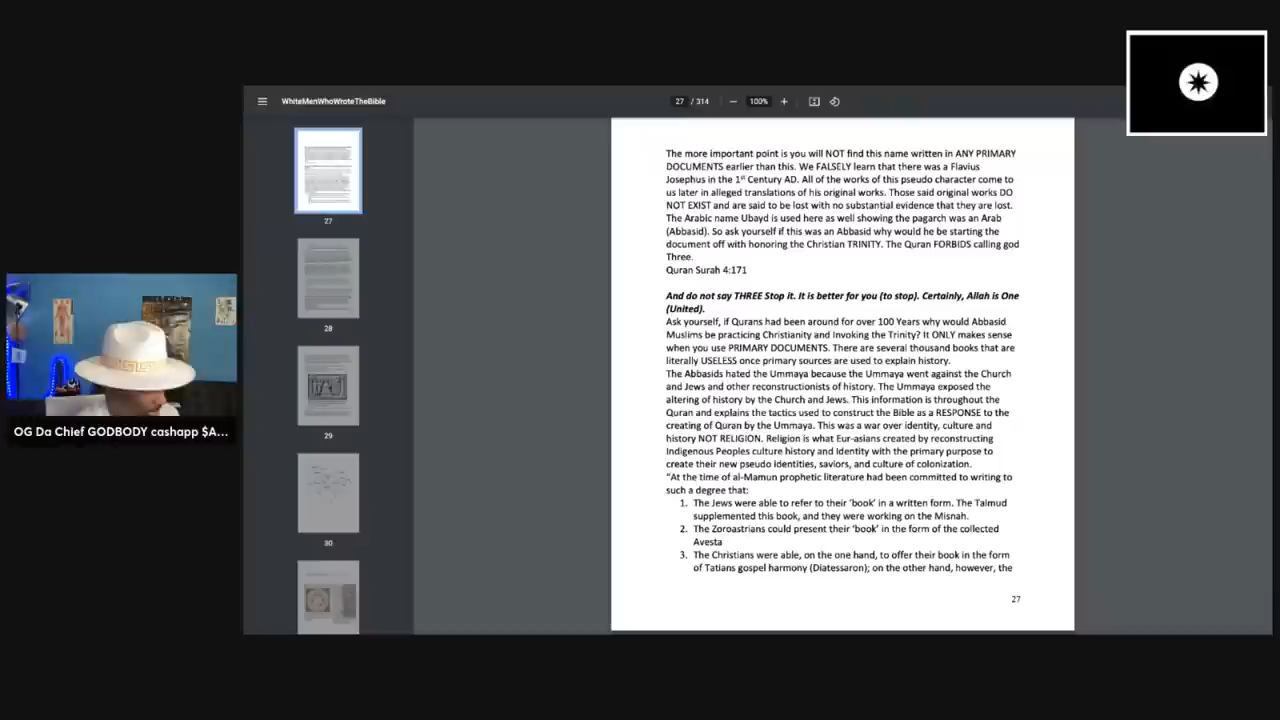 WhiteMenWhoWroteTheBible
27 / 314
100%
27
28
29
30
The more important point is you will NOT find this name written in ANY PRIMARY
DOCUMENTS earlier than this. We FALSELY learn that there was a Flavius
Josephus in the 1st Century AD. All of the works of this pseudo character come to
us later in alleged translations of his original works. Those said original works DO
NOT EXIST and are said to be lost with no substantial evidence that they are lost.
The Arabic name Ubayd is used here as well showing the pagarch was an Arab
(Abbasid). So ask yourself if this was an Abbasid why would he be starting the
document off with honoring the Christian TRINITY. The Quran FORBIDS calling god
Three.
Quran Surah 4:171
And do not say THREE Stop it. It is better for you (to stop). Certainly, Allah is One
(United).
Ask yourself, if Qurans had been around for over 100 Years why would Abbasid
Muslims be practicing Christianity and Invoking the Trinity? It ONLY makes sense
when you use PRIMARY DOCUMENTS. There are several thousand books that are
literally USELESS once primary sources are used to explain history.
The Abbasids hated the Ummaya because the Ummaya went against the Church
and Jews and other reconstructionists of history. The Ummaya exposed the
altering of history by the Church and Jews. This information is throughout the
Quran and explains the tactics used to construct the Bible as a RESPONSE to the
creating of Quran by the Ummaya. This was a war over identity, culture and
history NOT RELIGION. Religion is what Eur-asians created by reconstructing
Indigenous Peoples culture history and Identity with the primary purpose to
create their new pseudo identities, saviors, and culture of colonization.
"At the time of al-Mamun prophetic literature had been committed to writing to
such a degree that:
1. The Jews were able to refer to their 'book' in a written form. The Talmud
supplemented this book, and they were working on the Misnah.
2. The Zoroastrians could present their 'book' in the form of the collected
Avesta
3. The Christians were able, on the one hand, to offer their book in the form
of Tatians gospel harmony (Diatessaron); on the other hand, however, the
27
OG Da Chief GODBODY cashapp $A...